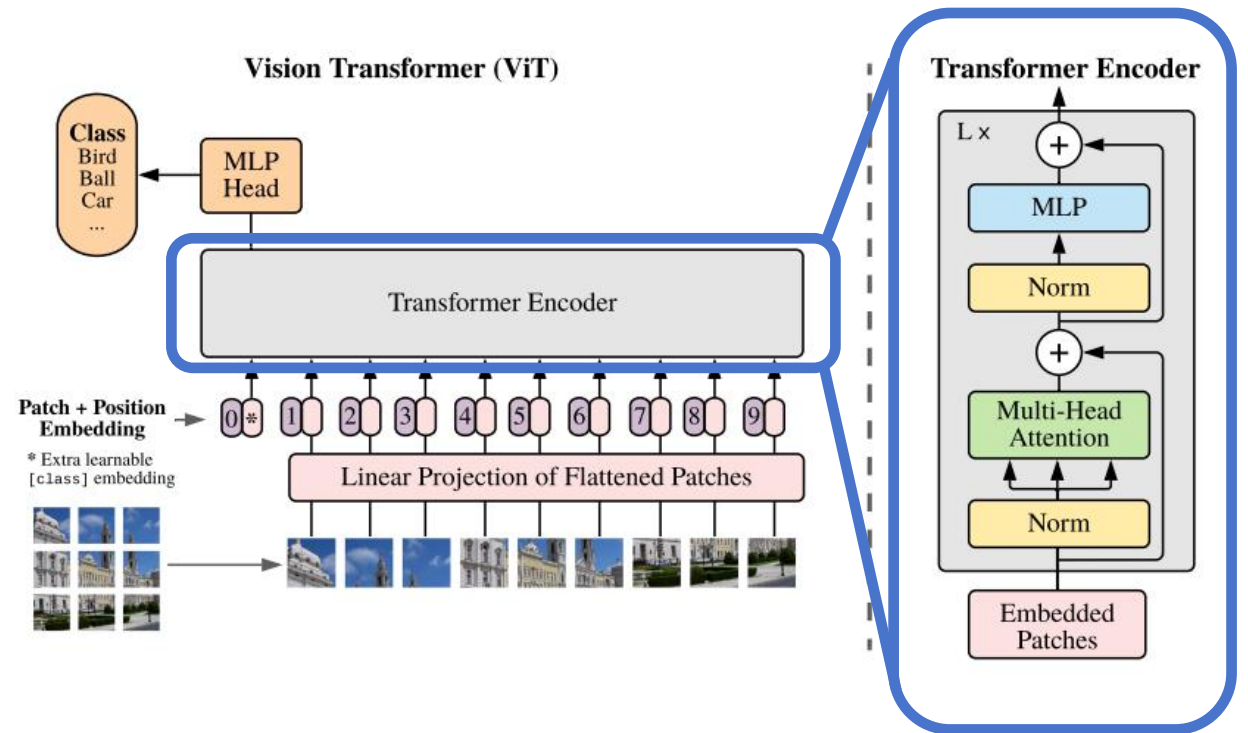 Vision Transformer (ViT)
Class
Bird
Ball
Car
...
MLP
Head
Transformer Encoder
Patch + Position
Embedding
* Extra learnable
[class] embedding
0 * 1 2 3 4 5 6 7 8 9
Linear Projection of Flattened Patches
Transformer Encoder
L ×
+
MLP
Norm
+
Multi-Head
Attention
Norm
Embedded
Patches